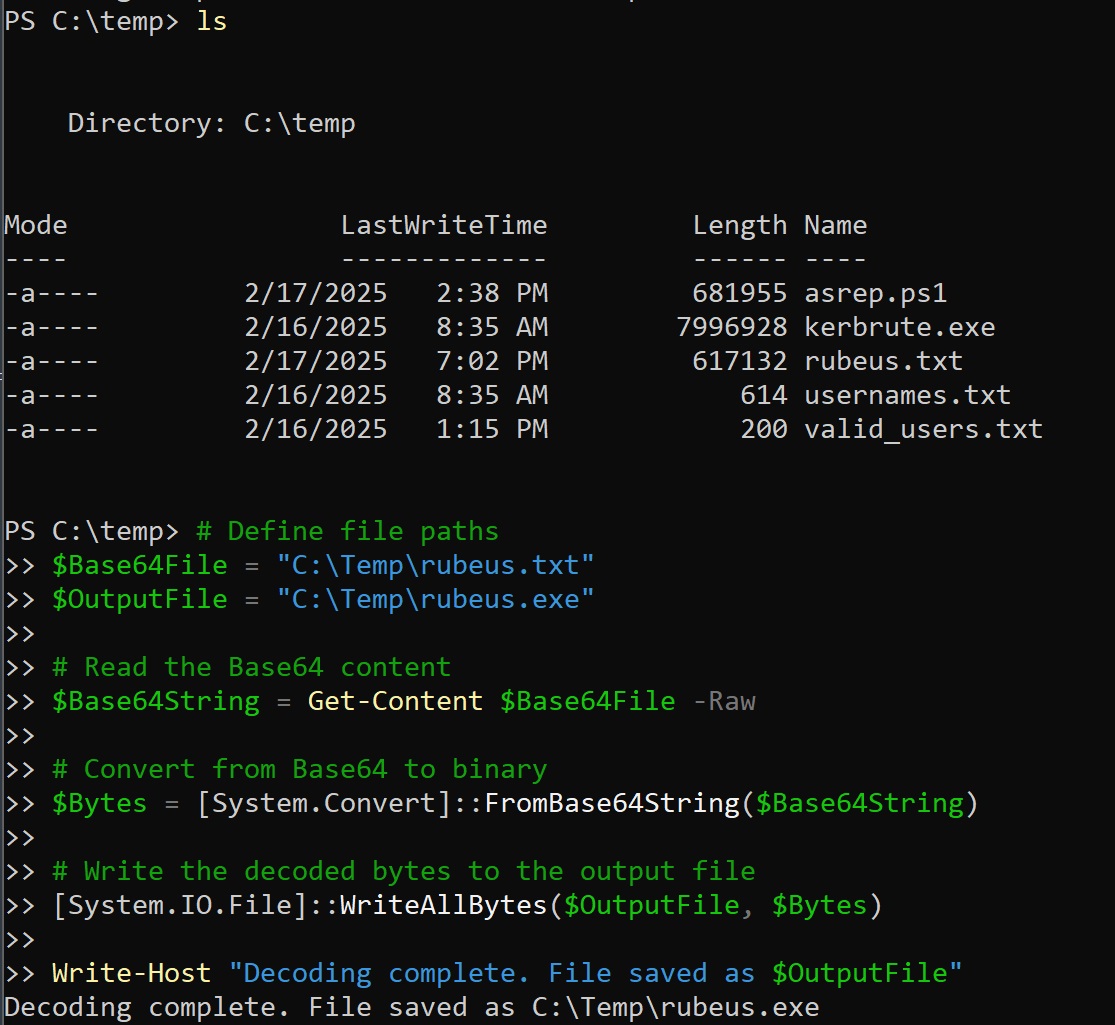 PS C:\temp> ls
Directory: C:\temp
Mode LastWriteTime Length Name
---- ------------- ------ ----
-a---- 2/17/2025 2:38 PM 681955 asrep.ps1
-a---- 2/16/2025 8:35 AM 7996928 kerbrute.exe
-a---- 2/17/2025 7:02 PM 617132 rubeus.txt
-a---- 2/16/2025 8:35 AM 614 usernames.txt
-a---- 2/16/2025 1:15 PM 200 valid_users.txt
PS C:\temp> # Define file paths
>> $Base64File = "C:\Temp\rubeus.txt"
>> $OutputFile = "C:\Temp\rubeus.exe"
>>
>> # Read the Base64 content
>> $Base64String = Get-Content $Base64File -Raw
>>
>> # Convert from Base64 to binary
>> $Bytes = [System.Convert]::FromBase64String($Base64String)
>>
>> # Write the decoded bytes to the output file
>> [System.IO.File]::WriteAllBytes($OutputFile, $Bytes)
>>
>> Write-Host "Decoding complete. File saved as $OutputFile"
Decoding complete. File saved as C:\Temp\rubeus.exe